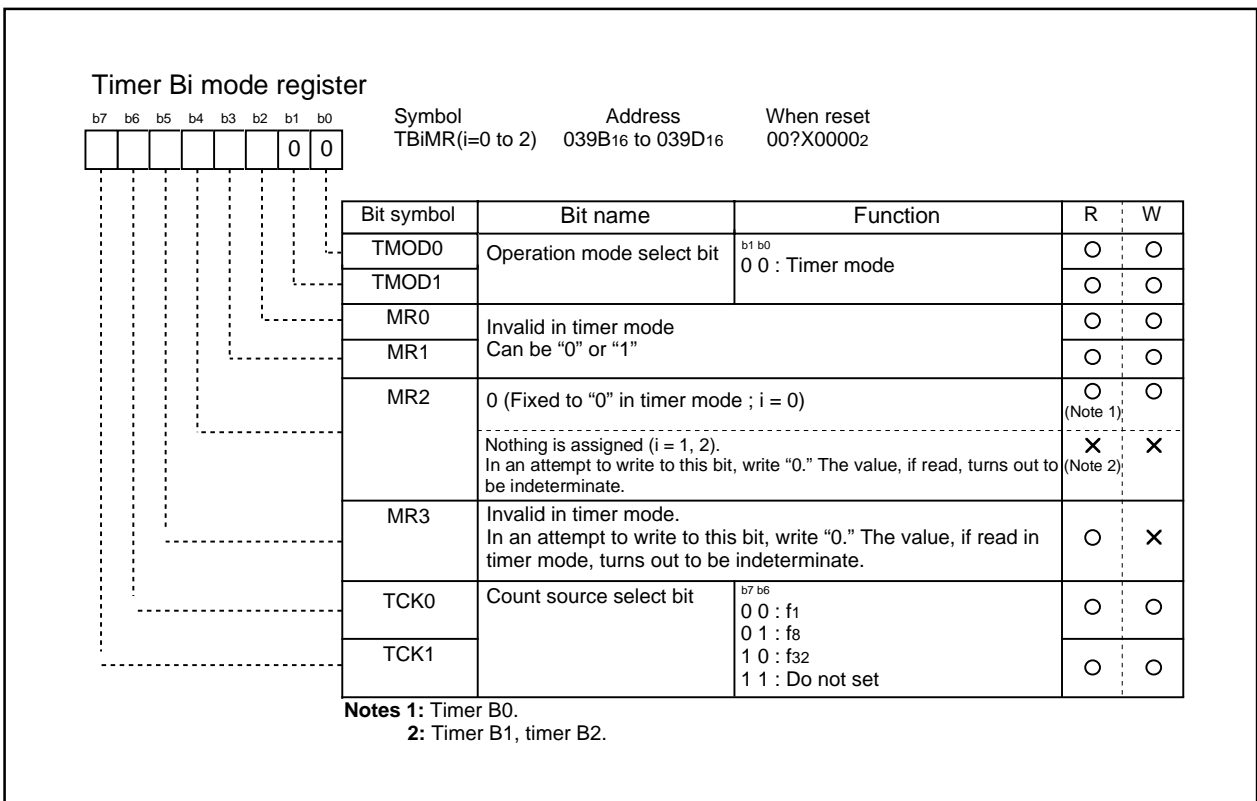 Timer Bi mode register
b7 b6 b5 b4 b3 b2 b1 b0
0 0
Symbol Address When reset
TBiMR(i=0 to 2) 039B16 to 039D16 00?X00002
Bit symbol Bit name Function R W
TMOD0 Operation mode select bit b1 b0
0 0 : Timer mode
TMOD1
MR0 Invalid in timer mode
Can be “0” or “1”
MR1
MR2 0 (Fixed to “0” in timer mode ; i = 0)
(Note 1)
Nothing is assigned (i = 1, 2).
In an attempt to write to this bit, write “0.” The value, if read, turns out to (Note 2)
be indeterminate.
MR3 Invalid in timer mode.
In an attempt to write to this bit, write “0.” The value, if read in
timer mode, turns out to be indeterminate.
TCK0 Count source select bit b7 b6
0 0 : f1
0 1 : f8
TCK1 1 0 : f32
1 1 : Do not set
Notes 1: Timer B0.
2: Timer B1, timer B2.